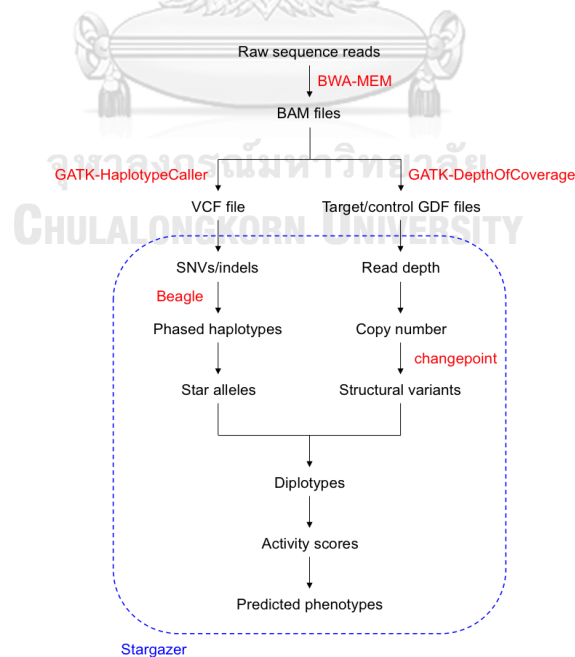 Raw sequence reads
BWA-MEM
BAM files
จุฬาลงกรณ์มหาวิทยาลัย
GATK-HaplotypeCaller
GATK-DepthOfCoverage
VCF file
Target/control GDF files
CHULALONGKORN UNIVERSITY
SNVs/indels
Read depth
Beagle
Phased haplotypes
Copy number
changepoint
Star alleles
Structural variants
Diplotypes
Activity scores
Predicted phenotypes
Stargazer